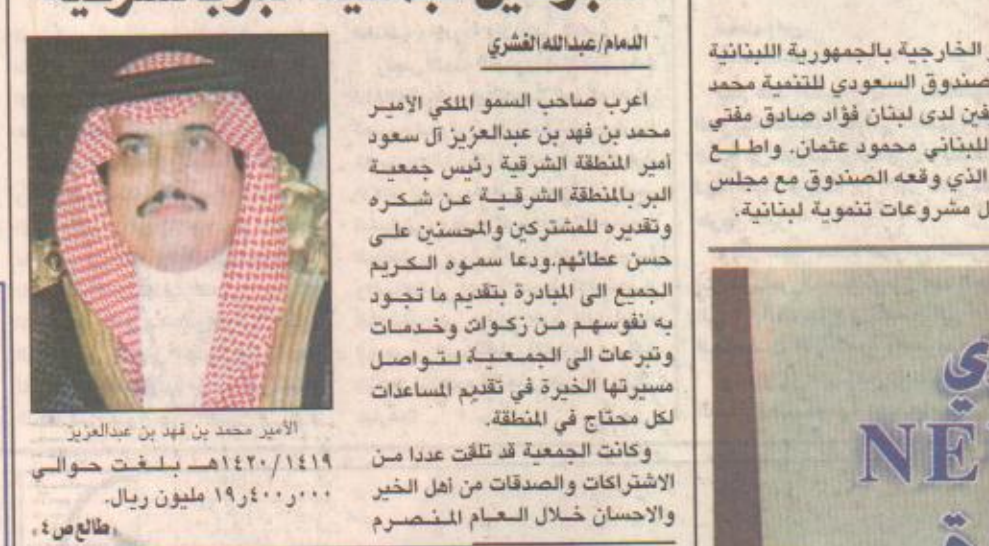 الدمام/عبدالله الغشري
اعرب صاحب السمو الملكي الأمير
محمد بن فهد بن عبدالعزيز آل سعود
أمير المنطقة الشرقية رئيس جمعية
البر بالمنطقة الشرقية عن شكره
وتقديره للمشتركين والمحسنين على
حسن عطائهم.ودعا سموه الكريم
الجميع الى المبادرة بتقديم ما تجود
به نفوسهم من زكوات وخدمات
وتبرعات الى الجمعية لتواصل
مسيرتها الخيرة في تقديم المساعدات
لكل محتاج في المنطقة.
وكانت الجمعية قد تلقت عددا من
الاشتراكات والصدقات من أهل الخير
والاحسان خلال العام المنصرم
الأمير محمد بن فهد بن عبدالعزيز
١٤٢٠/١٤١٩هـ بلغت حوالي
١٩ر٤٠٠ر٠٠٠ مليون ريال.
«طالع ص ٤»
الخارجية بالجمهورية اللبنانية
صندوق السعودي للتنمية محمد
لدى لبنان فؤاد صادق مفتي
للبناني محمود عثمان. واطلع
الذي وقعه الصندوق مع مجلس
مشروعات تنموية لبنانية.
NE